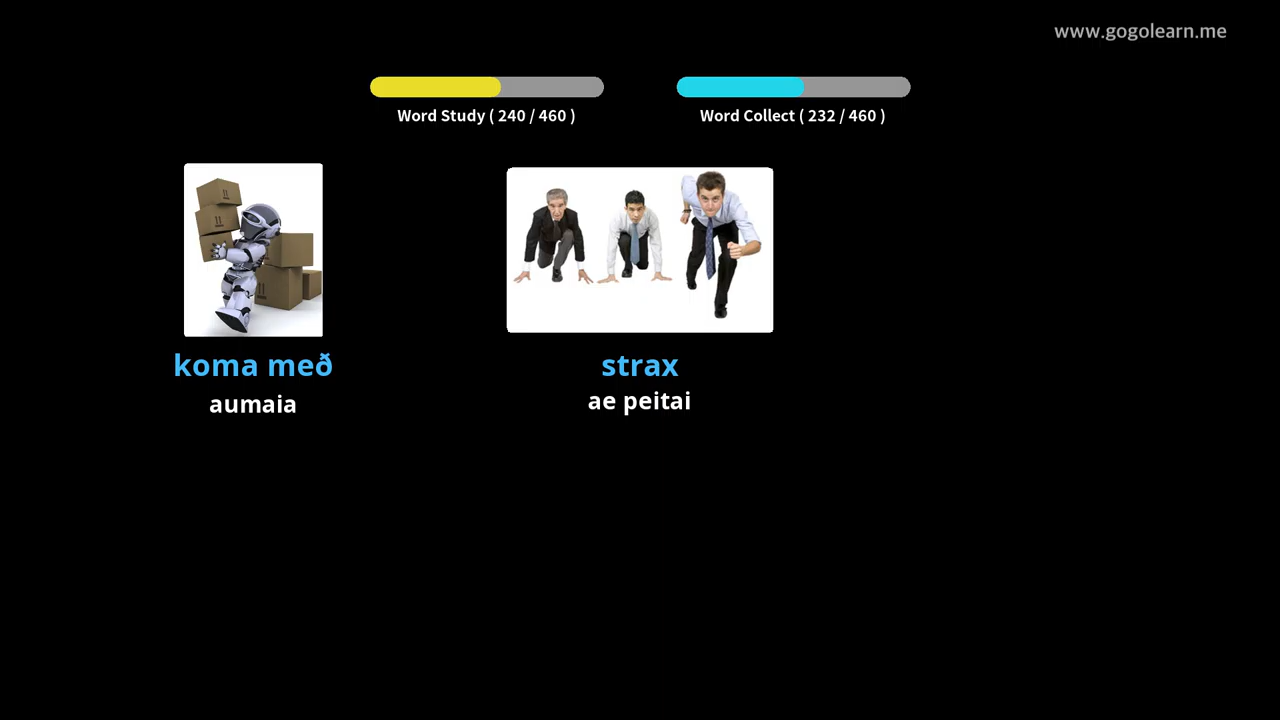 www.gogolearn.me
Word Study ( 240 / 460 )
Word Collect ( 232 / 460 )
koma með
aumaia
strax
ae peitai